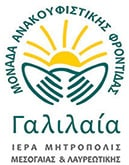 ΜΟΝΑΔΑ ΑΝΑΚΟΥΦΙΣΤΙΚΗΣ ΦΡΟΝΤΙΔΑΣ
Γαλιλαία
ΙΕΡΑ ΜΗΤΡΟΠΟΛΙΣ
ΜΕΣΟΓΑΙΑΣ & ΛΑΥΡΕΩΤΙΚΗΣ